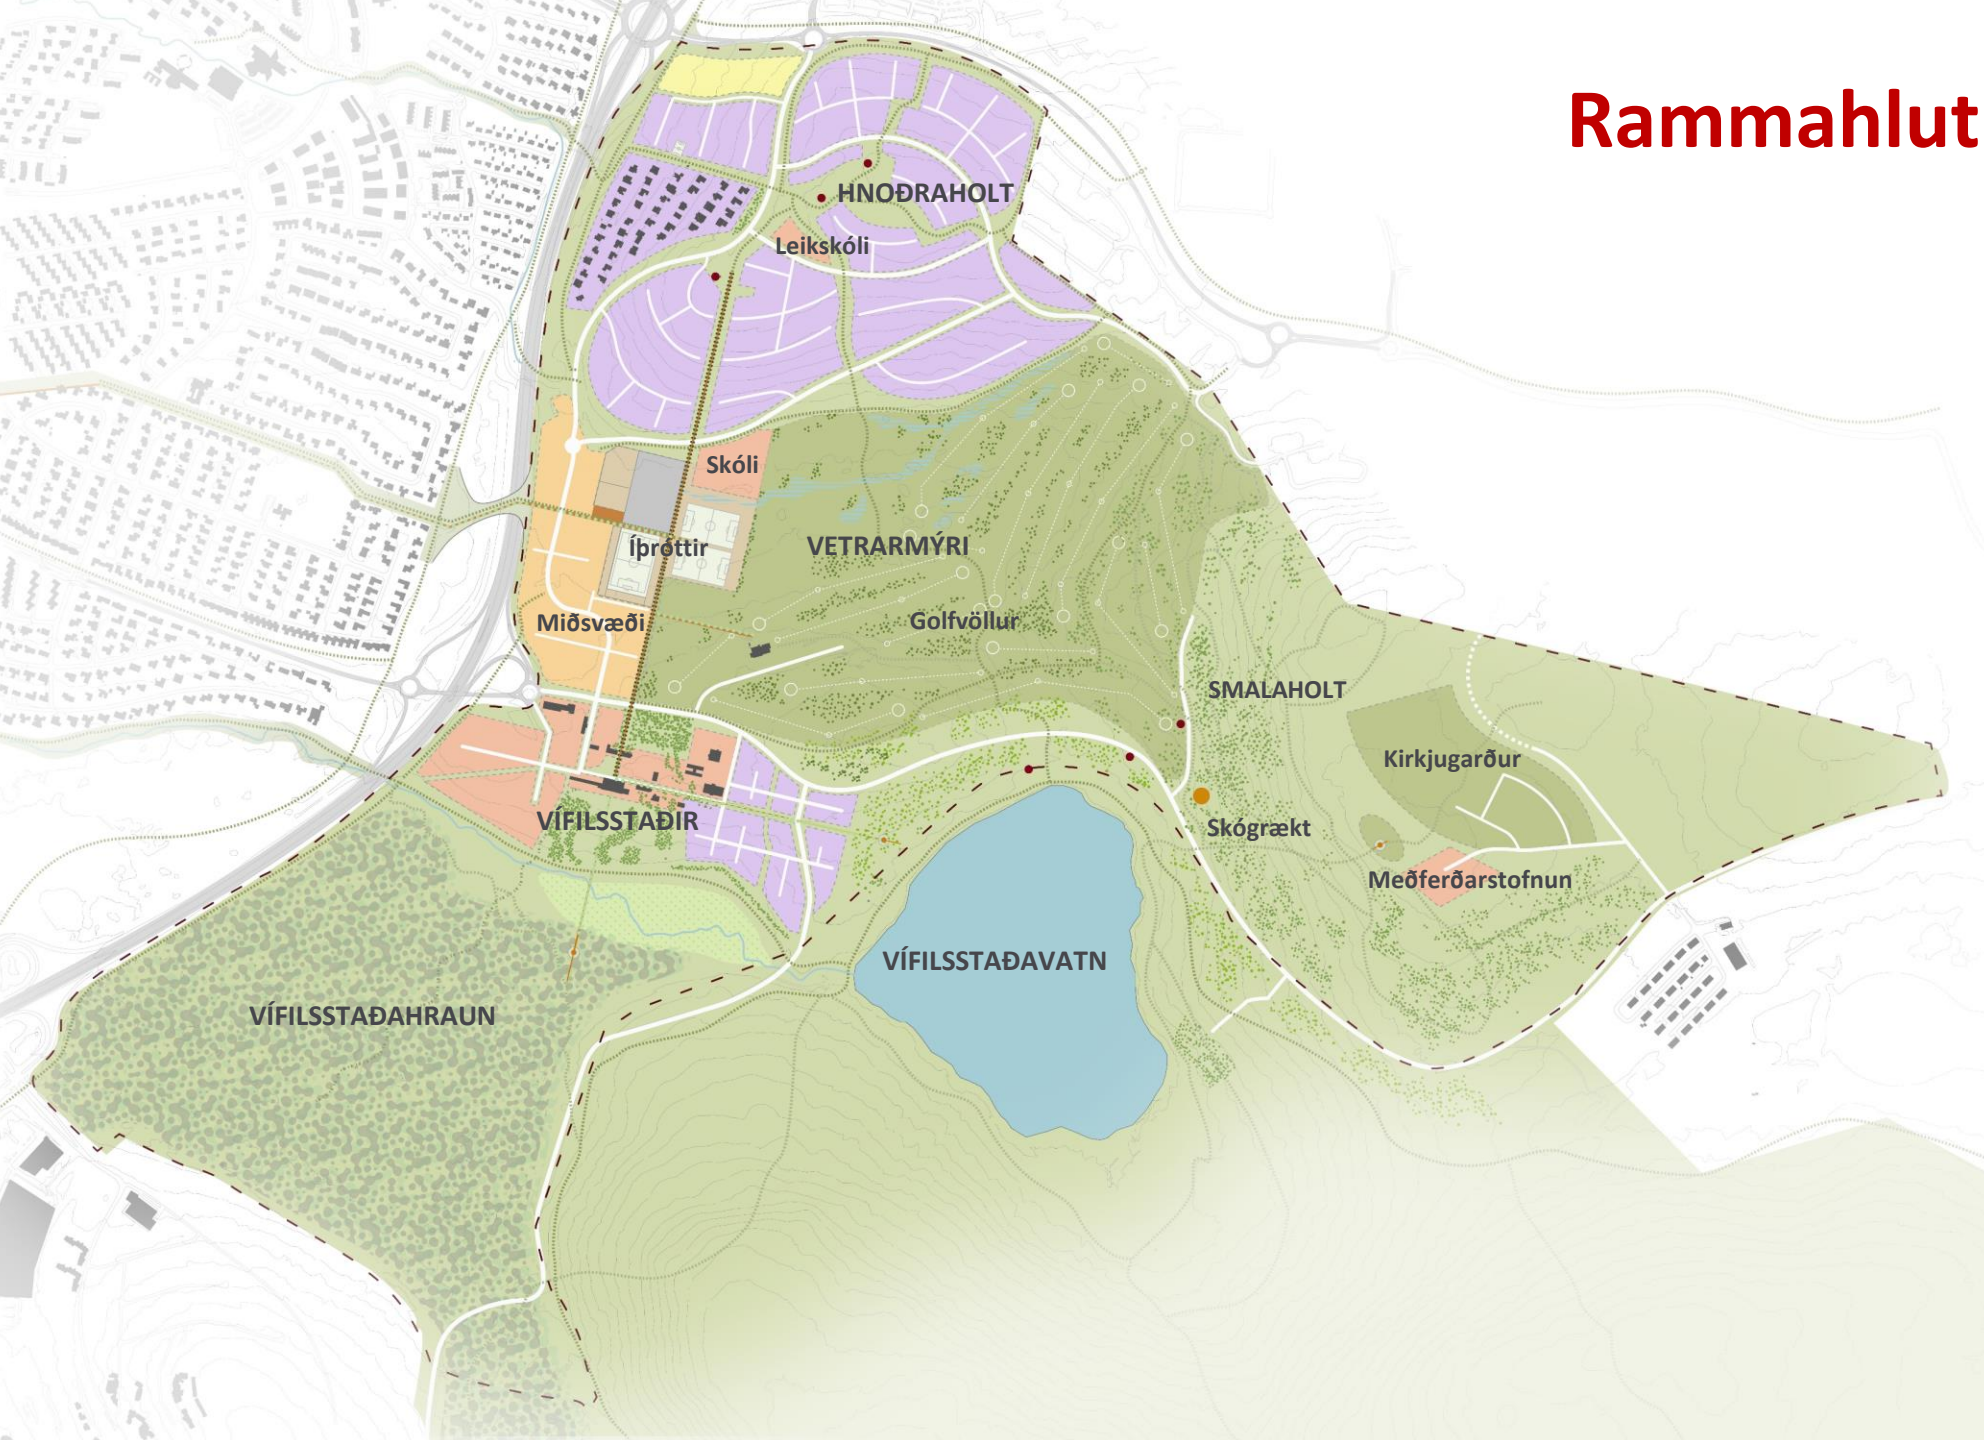 Rammahlut
HNOÐRAHOLT
Leikskóli
Skóli
Íþróttir
VETRARMÝRI
Miðsvæði
Golfvöllur
SMALAHOLT
Kirkjugarður
VÍFILSSTAÐIR
Skógrækt
Meðferðarstofnun
VÍFILSSTAÐAVATN
VÍFILSSTAÐAHRAUN